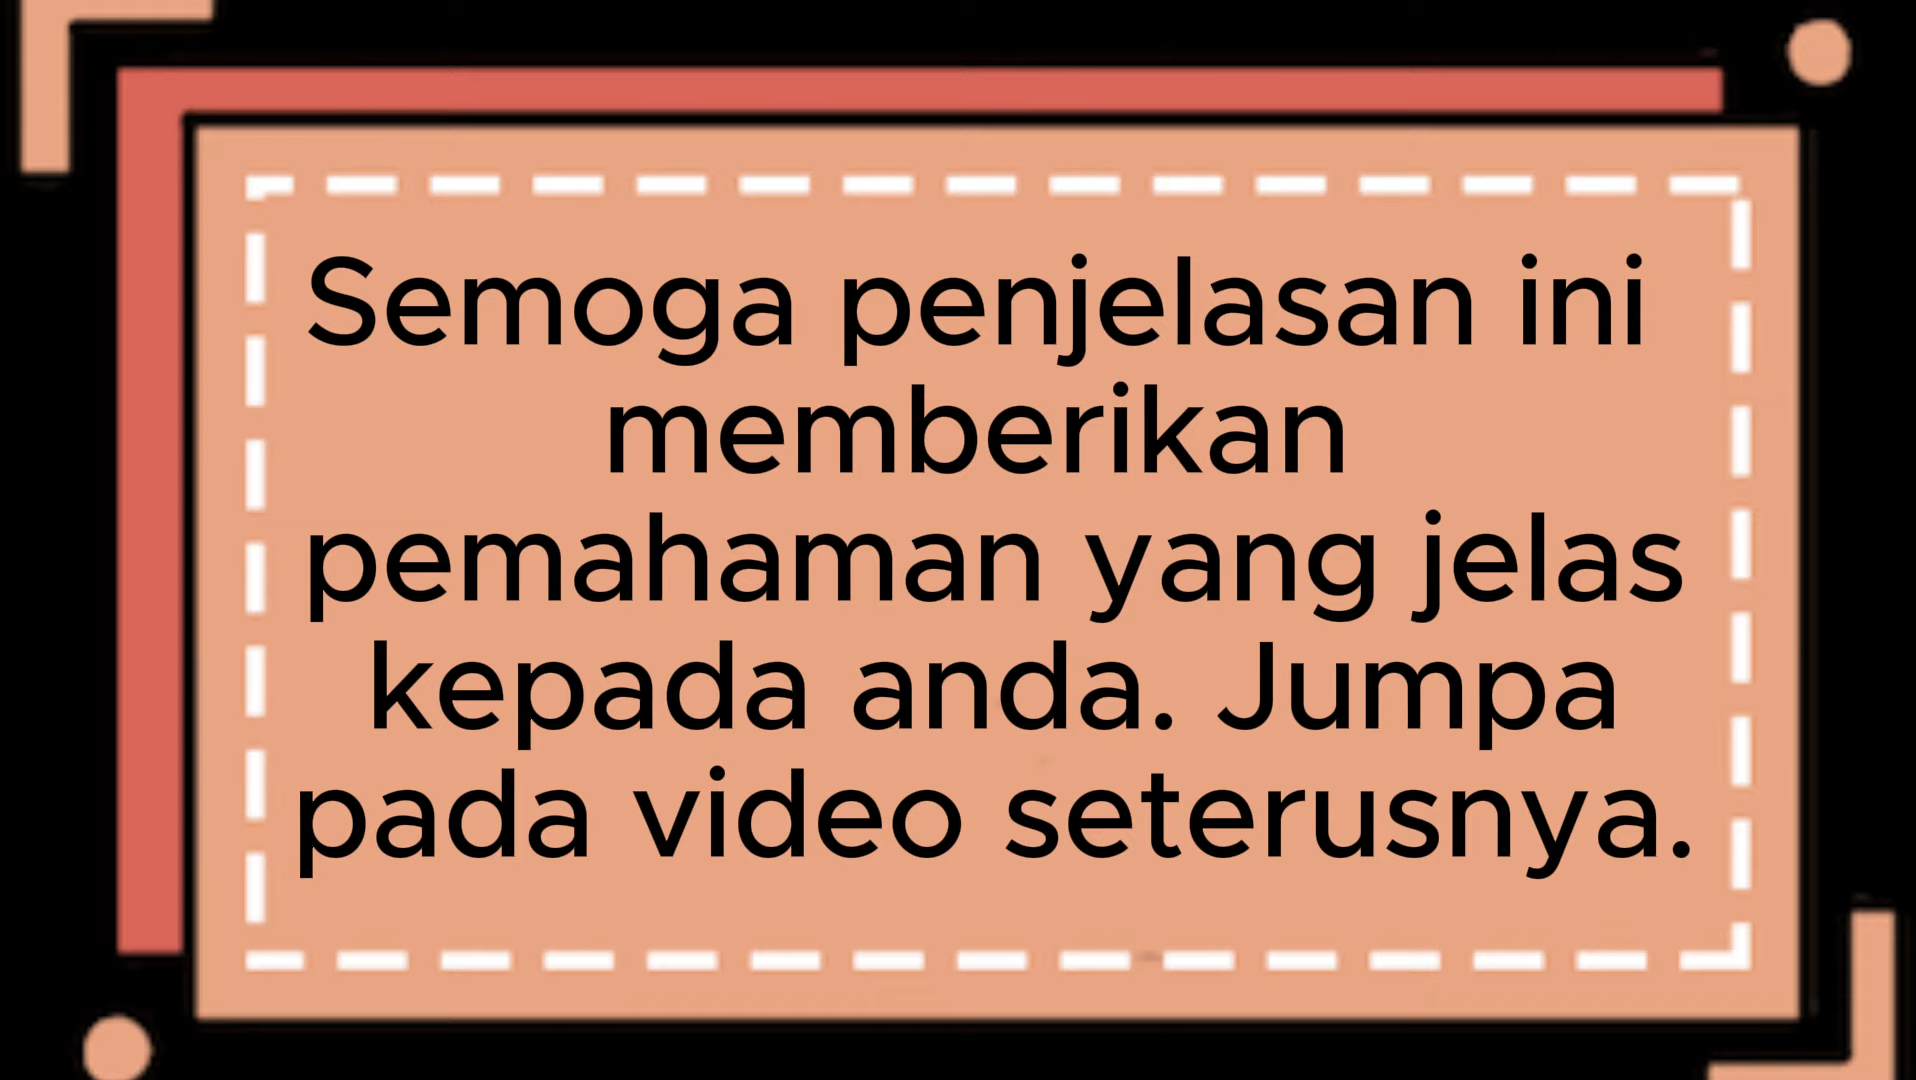 Semoga penjelasan ini
memberikan
pemahaman yang jelas
kepada anda. Jumpa
pada video seterusnya.